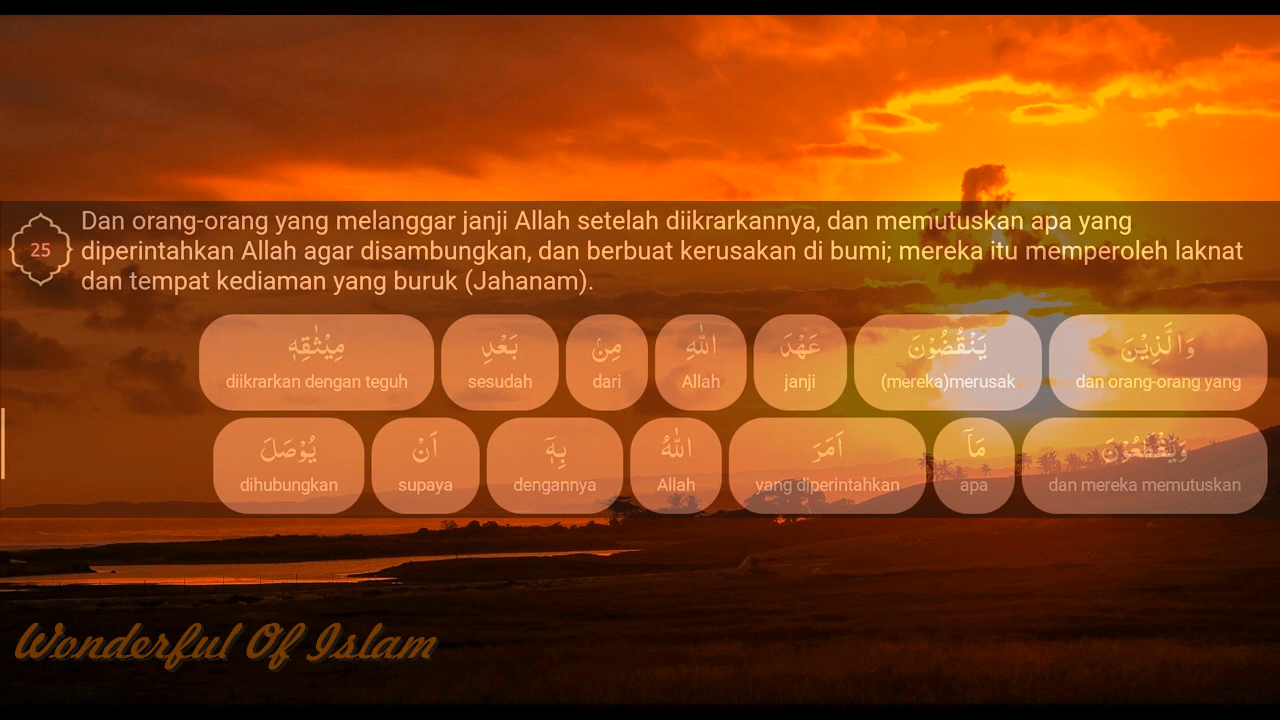 25
Dan orang-orang yang melanggar janji Allah setelah diikrarkannya, dan memutuskan apa yang
diperintahkan Allah agar disambungkan, dan berbuat kerusakan di bumi; mereka itu memperoleh laknat
dan tempat kediaman yang buruk (Jahanam).
وَالَّذِيْنَ يَنْقُضُوْنَ عَهْدَ اللّٰهِ مِنْۢ بَعْدِ مِيْثٰقِهٖ
dan orang-orang yang (mereka)merusak janji Allah dari sesudah diikrarkan dengan teguh
وَيَقْطَعُوْنَ مَآ اَمَرَ اللّٰهُ بِهٖٓ اَنْ يُّوْصَلَ
dan mereka memutuskan apa yang diperintahkan Allah dengannya supaya dihubungkan
Wonderful Of Islam